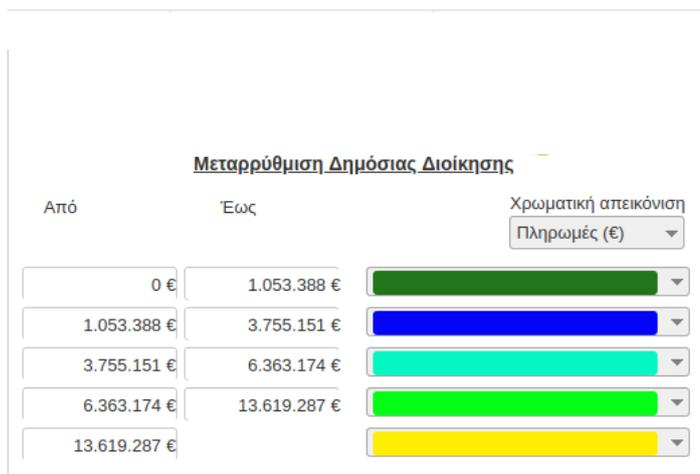 Μεταρρύθμιση Δημόσιας Διοίκησης
Από Έως Χρωματική απεικόνιση
Πληρωμές (€)
0 € 1.053.388 €
1.053.388 € 3.755.151 €
3.755.151 € 6.363.174 €
6.363.174 € 13.619.287 €
13.619.287 €